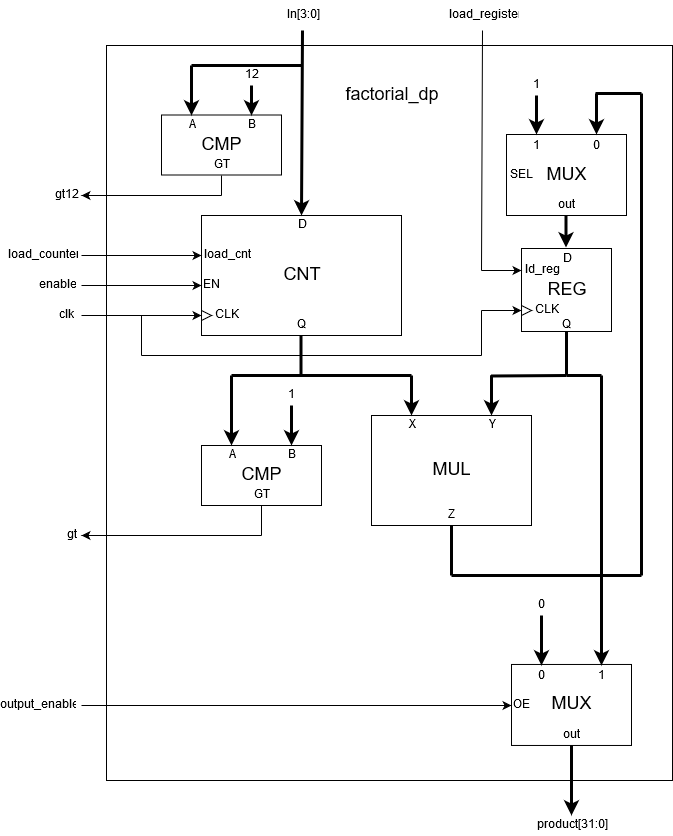 In[3:0]
load_register
factorial_dp
12
1
A
B
CMP
GT
1
0
SEL
MUX
out
gt12
D
load_counter
load_cnt
CNT
enable
EN
clk
CLK
Q
D
ld_reg
REG
CLK
Q
1
A
B
CMP
GT
gt
X
Y
MUL
Z
0
0
1
output_enable
OE
MUX
out
product[31:0]